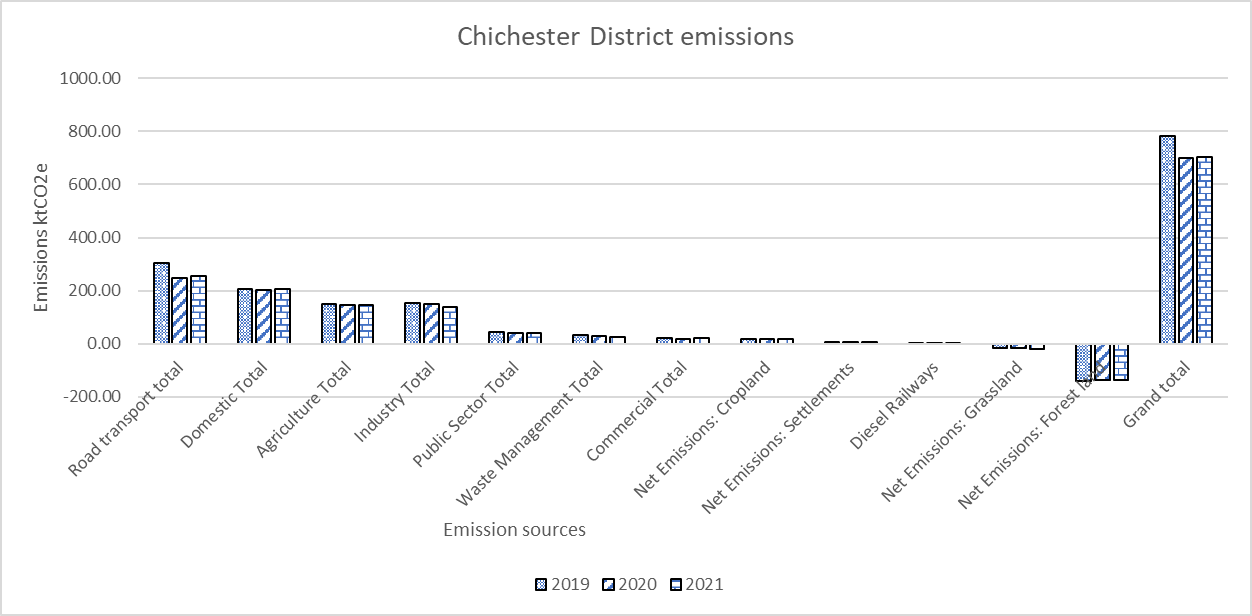 Chichester District emissions
1000.00
800.00
600.00
400.00
200.00
0.00
-200.00
Emissions ktCO2e
Road transport total
Domestic Total
Agriculture Total
Industry Total
Public Sector Total
Waste Management Total
Commercial Total
Net Emissions: Cropland
Net Emissions: Settlements
Diesel Railways
Net Emissions: Grassland
Net Emissions: Forest land
Grand total
Emission sources
2019 2020 2021